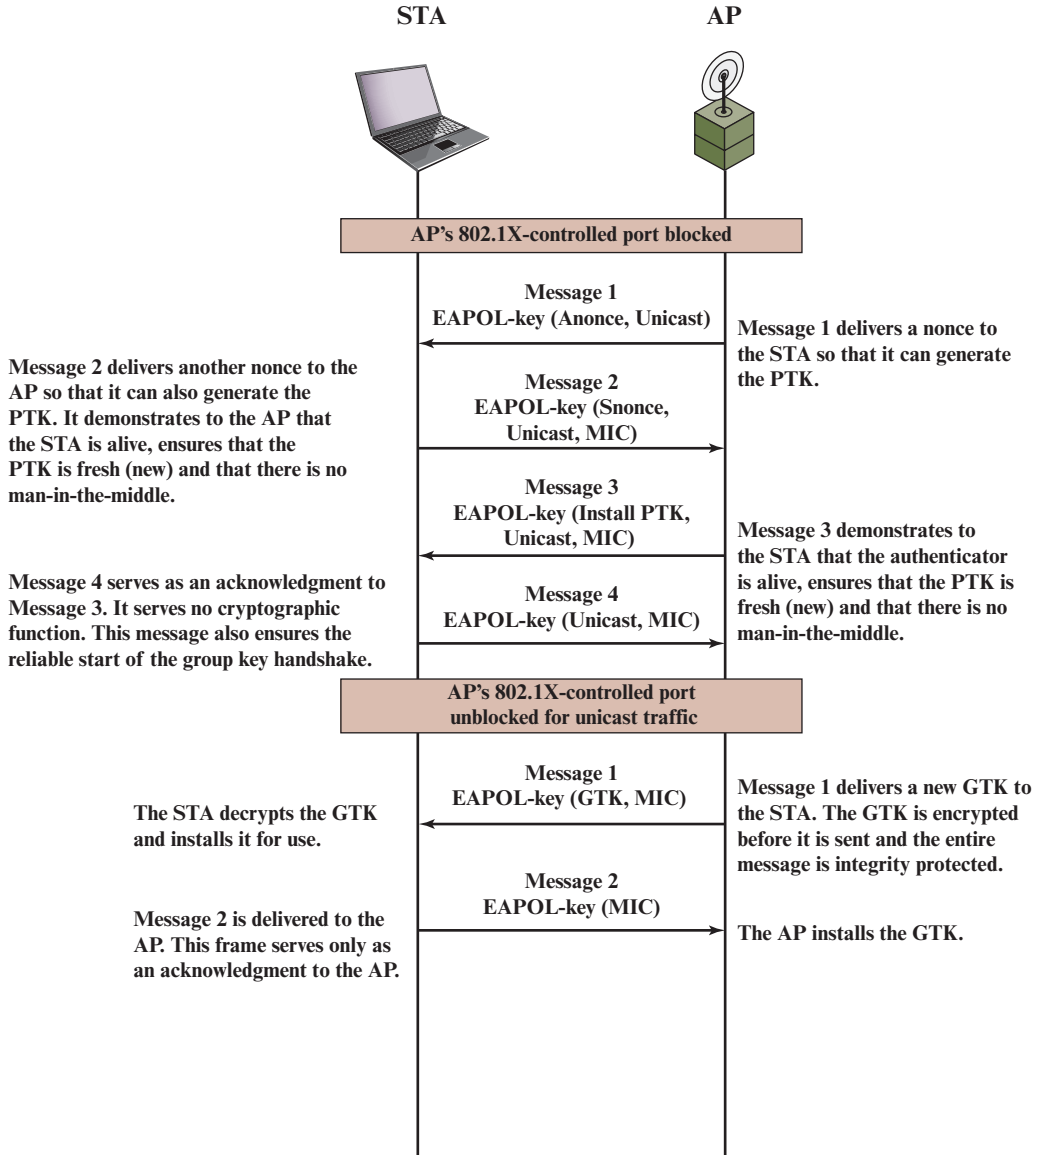 STA
AP
AP's 802.1X-controlled port blocked
Message 1
EAPOL-key (Anonce, Unicast)
Message 1 delivers a nonce to
the STA so that it can generate
the PTK.
Message 2 delivers another nonce to the
AP so that it can also generate the
PTK. It demonstrates to the AP that
the STA is alive, ensures that the
PTK is fresh (new) and that there is no
man-in-the-middle.
Message 2
EAPOL-key (Snonce,
Unicast, MIC)
Message 3
EAPOL-key (Install PTK,
Unicast, MIC)
Message 3 demonstrates to
the STA that the authenticator
is alive, ensures that the PTK is
fresh (new) and that there is no
man-in-the-middle.
Message 4 serves as an acknowledgment to
Message 3. It serves no cryptographic
function. This message also ensures the
reliable start of the group key handshake.
Message 4
EAPOL-key (Unicast, MIC)
AP's 802.1X-controlled port
unblocked for unicast traffic
Message 1
EAPOL-key (GTK, MIC)
Message 1 delivers a new GTK to
the STA. The GTK is encrypted
before it is sent and the entire
message is integrity protected.
The STA decrypts the GTK
and installs it for use.
Message 2
EAPOL-key (MIC)
Message 2 is delivered to the
AP. This frame serves only as
an acknowledgment to the AP.
The AP installs the GTK.